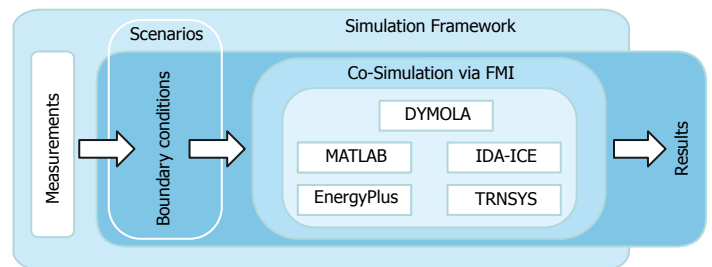 Scenarios
Simulation Framework
Measurements
Boundary conditions
Co-Simulation via FMI
DYMOLA
MATLAB
IDA-ICE
EnergyPlus
TRNSYS
Results